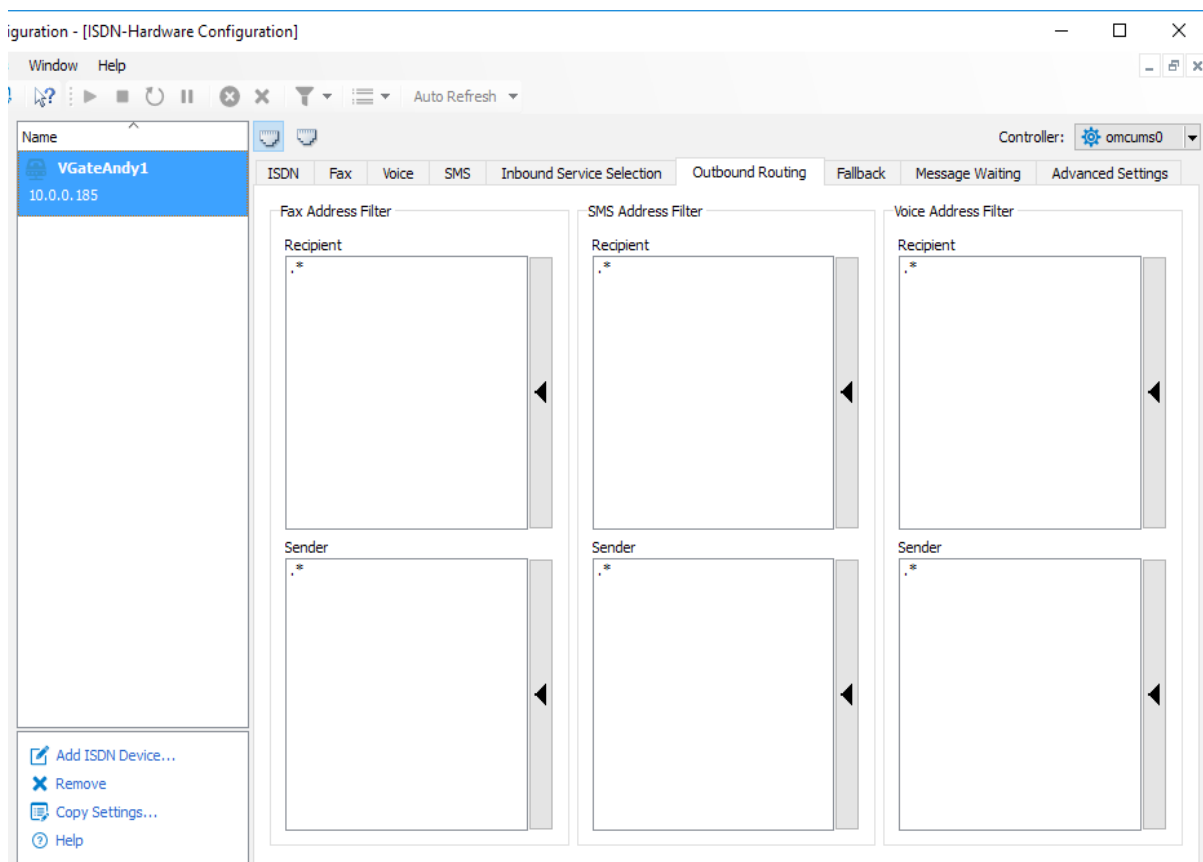 iguration - [ISDN-Hardware Configuration]
Window Help
Auto Refresh
Name
VGateAndy1
10.0.0.185
Controller: omcums0
ISDN Fax Voice SMS Inbound Service Selection Outbound Routing Fallback Message Waiting Advanced Settings
Fax Address Filter SMS Address Filter Voice Address Filter
Recipient Recipient Recipient
.* .* .*
Sender Sender Sender
.* .* .*
Add ISDN Device...
Remove
Copy Settings...
Help